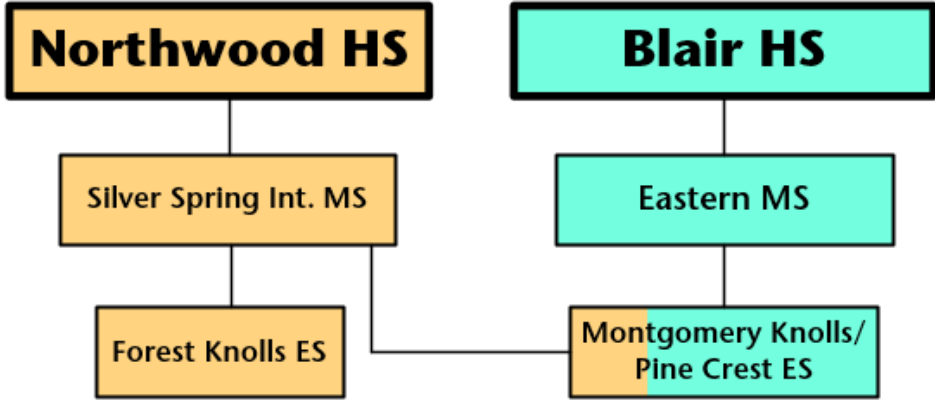 Northwood HS
Blair HS
Silver Spring Int. MS
Eastern MS
Forest Knolls ES
Montgomery Knolls/
Pine Crest ES